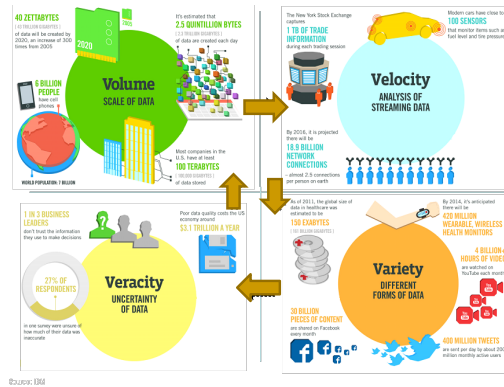 40 ZETTABYTES
[ 43 TRILLION GIGABYTES ]
of data will be created by
2020, an increase of 300
times from 2005
2020
2005
It's estimated that
2.5 QUINTILLION BYTES
[ 2.3 TRILLION GIGABYTES ]
of data are created each day
6 BILLION
PEOPLE
have cell
phones
WORLD POPULATION: 7 BILLION
Volume
SCALE OF DATA
Most companies in the
U.S. have at least
100 TERABYTES
[ 100,000 GIGABYTES ]
of data stored
The New York Stock Exchange
captures
1 TB OF TRADE
INFORMATION
during each trading session
Modern cars have close to
100 SENSORS
that monitor items such as
fuel level and tire pressure
Velocity
ANALYSIS OF
STREAMING DATA
By 2016, it is projected
there will be
18.9 BILLION
NETWORK
CONNECTIONS
– almost 2.5 connections
per person on earth
1 IN 3 BUSINESS
LEADERS
don't trust the information
they use to make decisions
?
Poor data quality costs the US
economy around
$3.1 TRILLION A YEAR
27% OF
RESPONDENTS
in one survey were unsure of
how much of their data was
inaccurate
Veracity
UNCERTAINTY
OF DATA
As of 2011, the global size of
data in healthcare was
estimated to be
150 EXABYTES
[ 161 BILLION GIGABYTES ]
30 BILLION
PIECES OF CONTENT
are shared on Facebook
every month
Variety
DIFFERENT
FORMS OF DATA
By 2014, it's anticipated
there will be
420 MILLION
WEARABLE, WIRELESS
HEALTH MONITORS
4 BILLION+
HOURS OF VIDEO
are watched on
YouTube each month
400 MILLION TWEETS
are sent per day by about 200
million monthly active users
Source: IBM